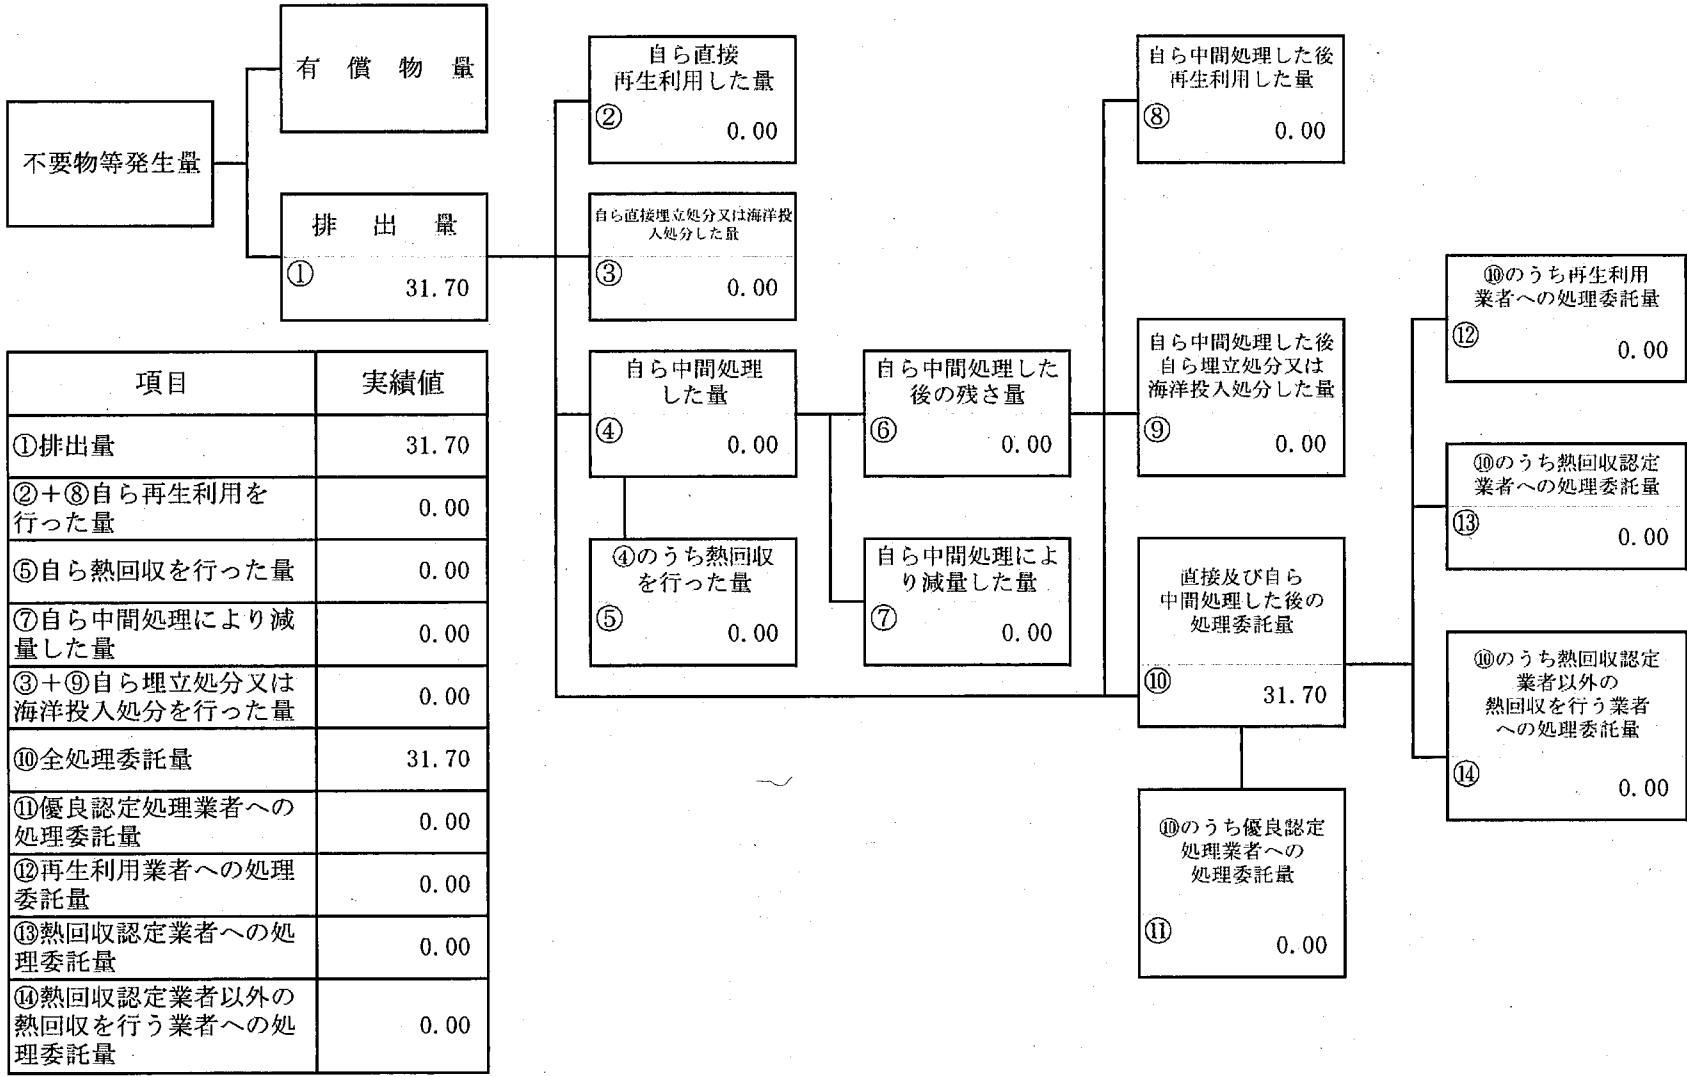 不要物等発生量
有償物量
排出量
①
31.70
自ら直接
再生利用した量
②
0.00
自ら直接埋立処分又は海洋投
入処分した量
③
0.00
自ら中間処理
した量
④
0.00
④のうち熱回収
を行った量
⑤
0.00
自ら中間処理した
後の残さ量
⑥
0.00
自ら中間処理によ
り減量した量
⑦
0.00
自ら中間処理した後
再生利用した量
⑧
0.00
自ら中間処理した後
自ら埋立処分又は
海洋投入処分した量
⑨
0.00
直接及び自ら
中間処理した後の
処理委託量
⑩
31.70
⑩のうち優良認定
処理業者への
処理委託量
⑪
0.00
⑩のうち再生利用
業者への処理委託量
⑫
0.00
⑩のうち熱回収認定
業者への処理委託量
⑬
0.00
⑩のうち熱回収認定
業者以外の
熱回収を行う業者
への処理委託量
⑭
0.00
項目 実績値
①排出量 31.70
②＋⑧自ら再生利用を
行った量 0.00
⑤自ら熱回収を行った量 0.00
⑦自ら中間処理により減
量した量 0.00
③＋⑨自ら埋立処分又は
海洋投入処分を行った量 0.00
⑩全処理委託量 31.70
⑪優良認定処理業者への
処理委託量 0.00
⑫再生利用業者への処理
委託量 0.00
⑬熱回収認定業者への処
理委託量 0.00
⑭熱回収認定業者以外の
熱回収を行う業者への処
理委託量 0.00